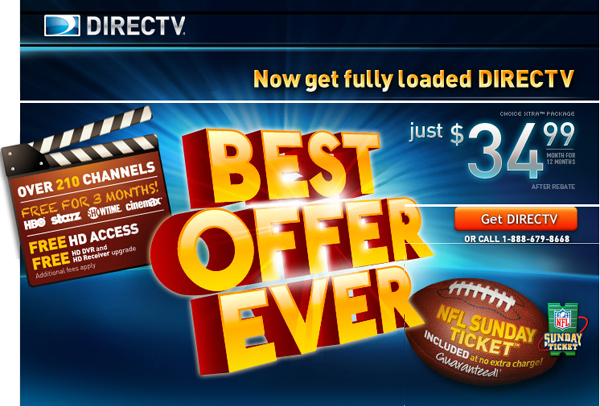 DIRECTV
Now get fully loaded DIRECTV
BEST
OFFER
EVER
CHOICE XTRA™ PACKAGE
just $34.99
MONTH FOR
12 MONTHS
AFTER REBATE
Get DIRECTV
OR CALL 1-888-679-8668
OVER 210 CHANNELS
FREE FOR 3 MONTHS!
HBO starz SHOWTIME cinemax
FREE HD ACCESS
FREE HD DVR and
HD Receiver upgrade
Additional fees apply
NFL SUNDAY
TICKET™
INCLUDED at no extra charge!
Guaranteed!
NFL
SUNDAY
TICKET